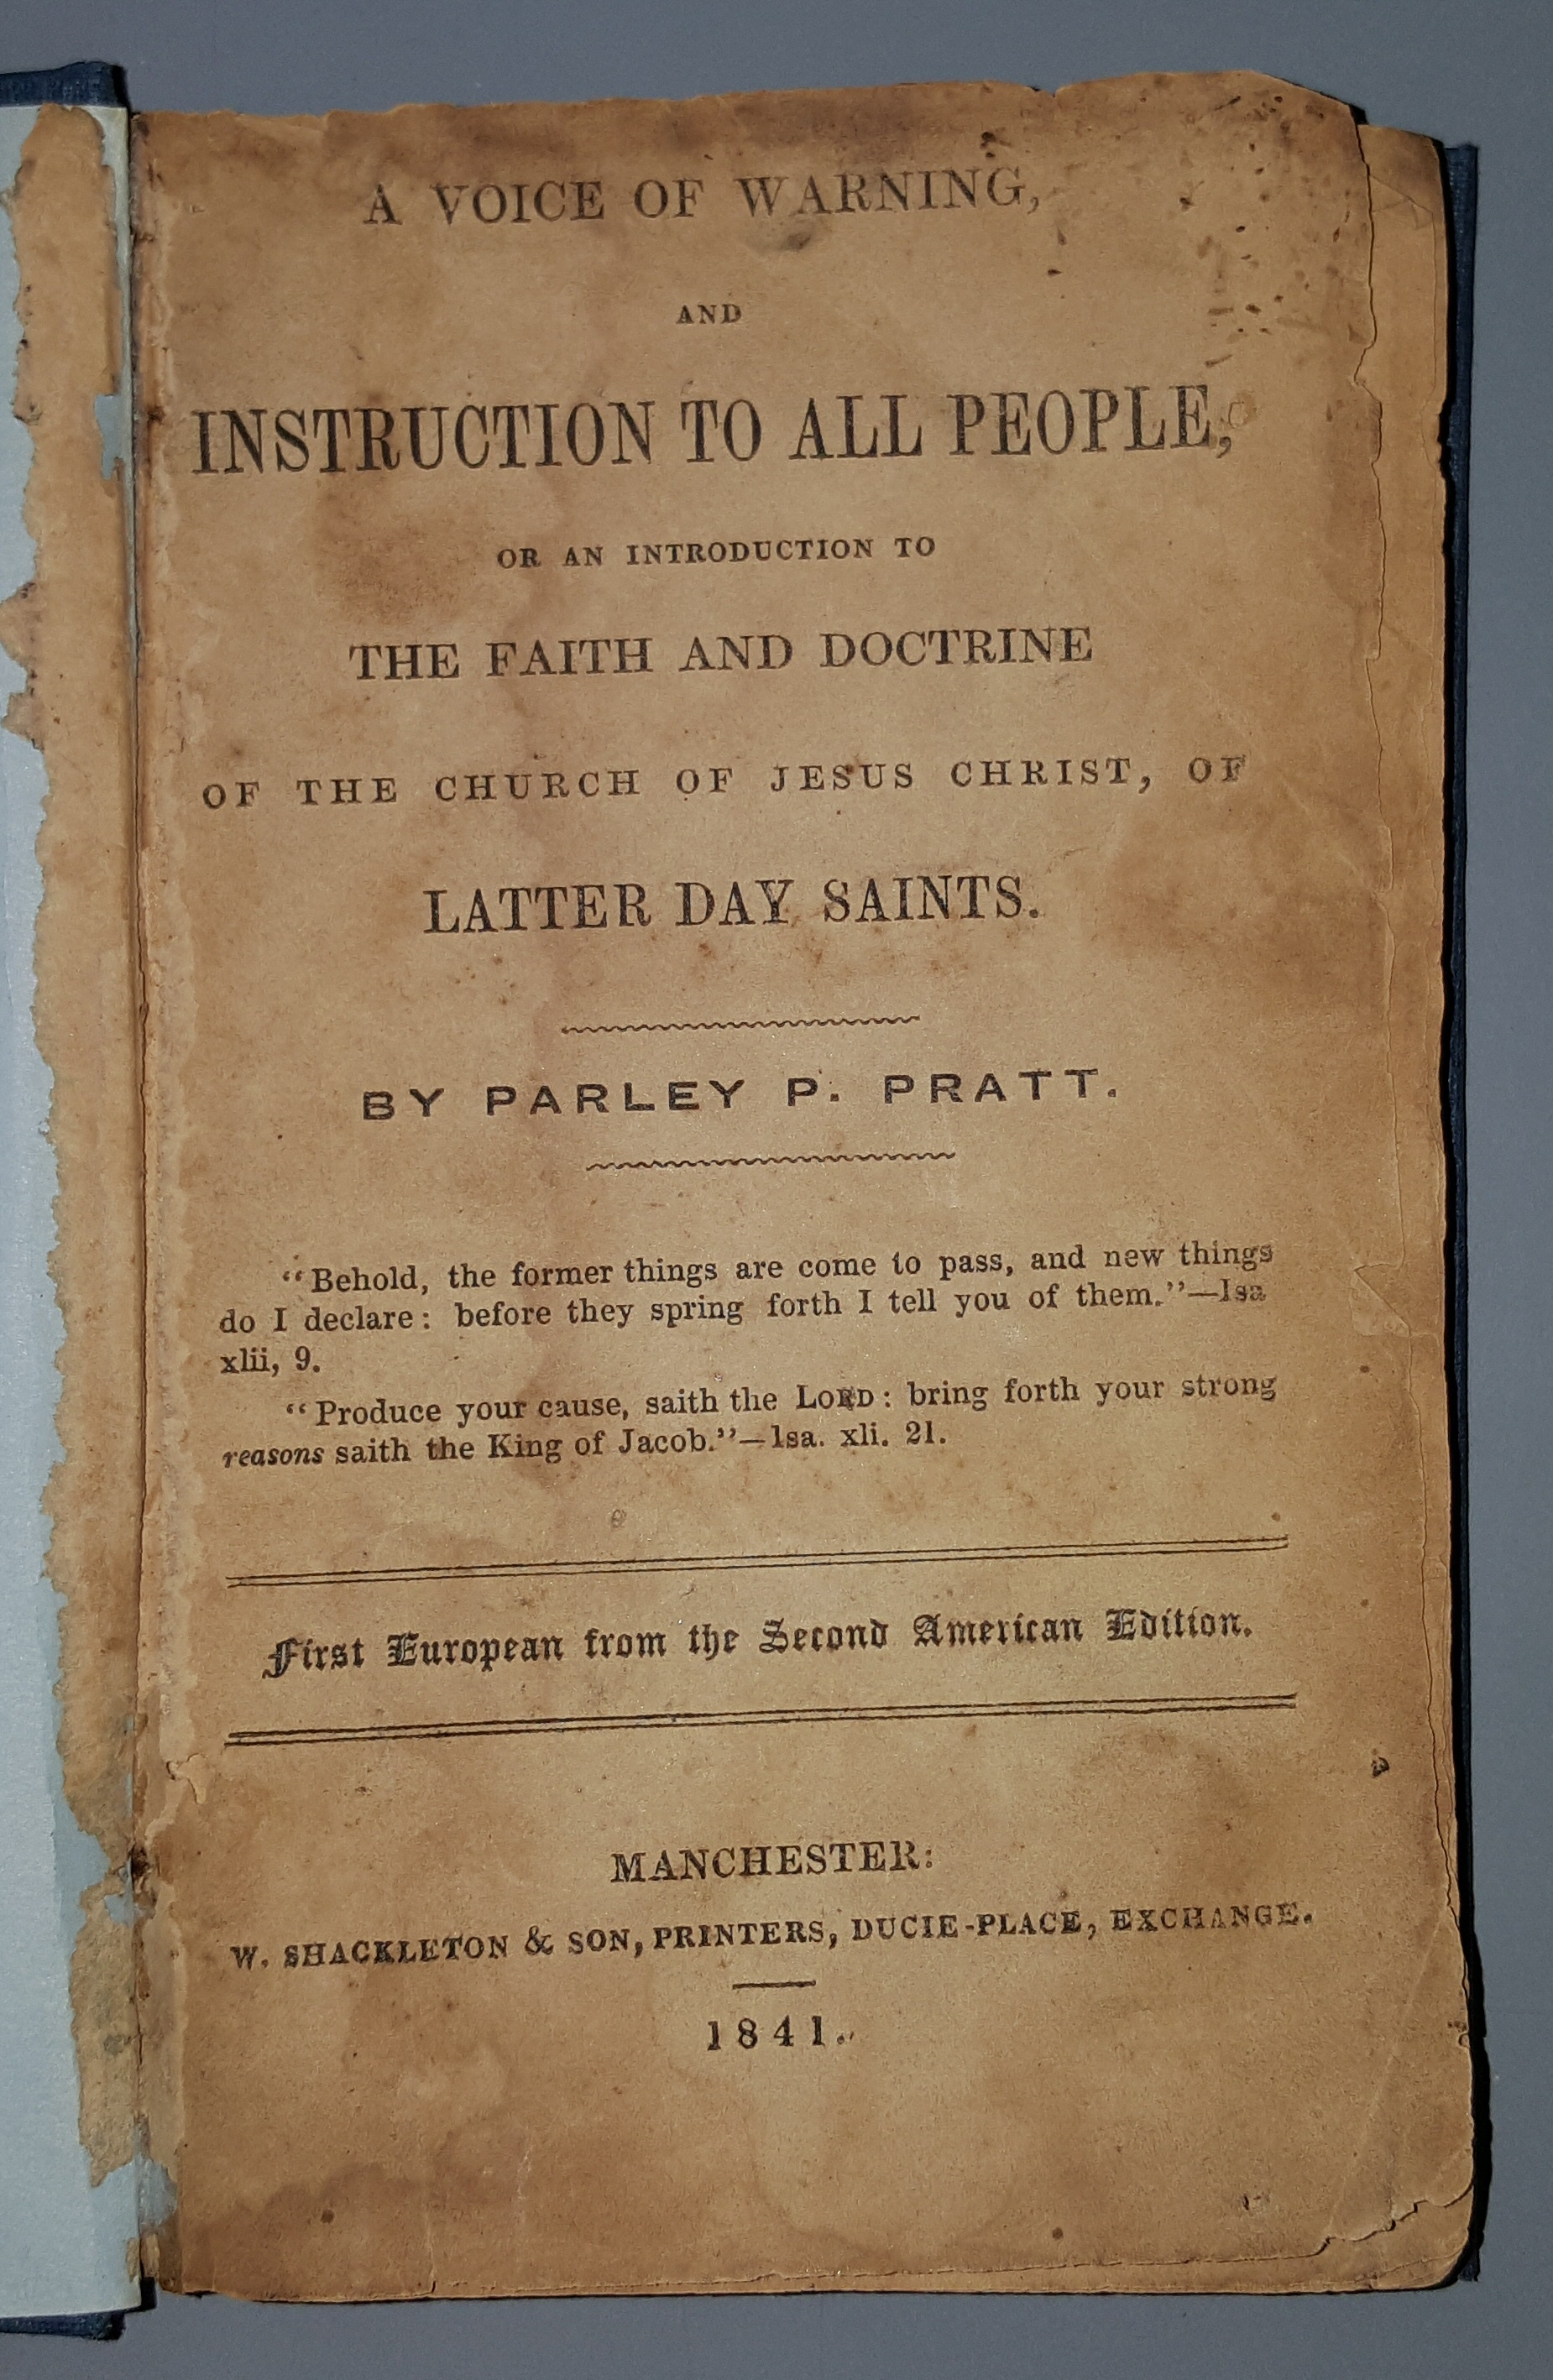 A VOICE OF WARNING,
AND
INSTRUCTION TO ALL PEOPLE,
OR AN INTRODUCTION TO
THE FAITH AND DOCTRINE
OF THE CHURCH OF JESUS CHRIST, OF
LATTER DAY SAINTS.
BY PARLEY P. PRATT.
“Behold, the former things are come to pass, and new things
do I declare: before they spring forth I tell you of them.”—Isa
xlii, 9.
“Produce your cause, saith the LORD: bring forth your strong
reasons saith the King of Jacob.”—Isa. xli. 21.
First European from the Second American Edition.
MANCHESTER:
W. SHACKLETON & SON, PRINTERS, DUCIE-PLACE, EXCHANGE.
1841.